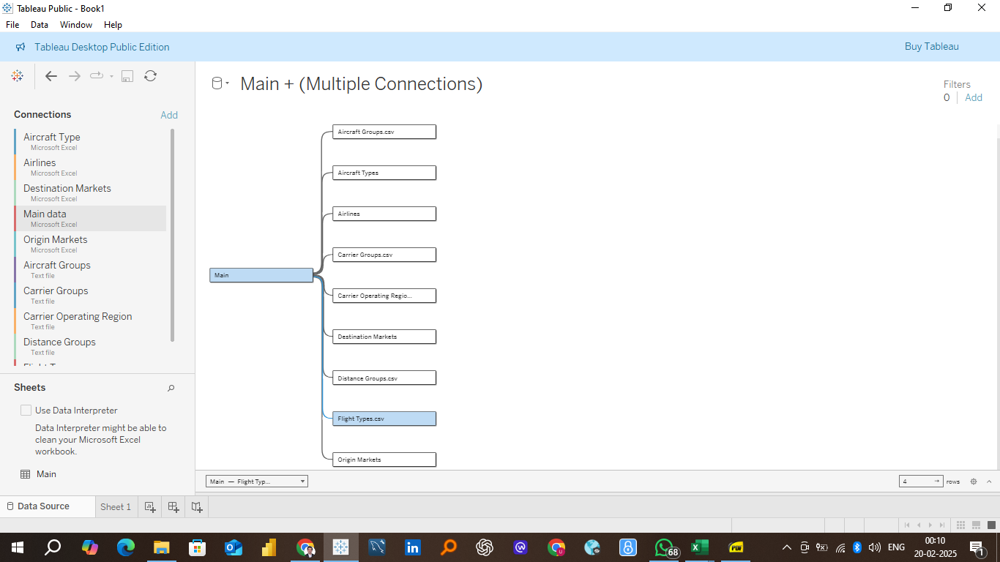 Tableau Public - Book1
File Data Window Help
Tableau Desktop Public Edition
Buy Tableau
Connections
Add
Aircraft Type
Microsoft Excel
Airlines
Microsoft Excel
Destination Markets
Microsoft Excel
Main data
Microsoft Excel
Origin Markets
Microsoft Excel
Aircraft Groups
Text file
Carrier Groups
Text file
Carrier Operating Region
Text file
Distance Groups
Text file
Sheets
Use Data Interpreter
Data Interpreter might be able to
clean your Microsoft Excel
workbook.
Main
Main + (Multiple Connections)
Filters
0 Add
Aircraft Groups.csv
Aircraft Types
Airlines
Carrier Groups.csv
Main
Carrier Operating Regio...
Destination Markets
Distance Groups.csv
Flight Types.csv
Origin Markets
Main — Flight Typ...
4 → rows
Data Source
Sheet 1
68
PDF
ENG
00:10
20-02-2025
1